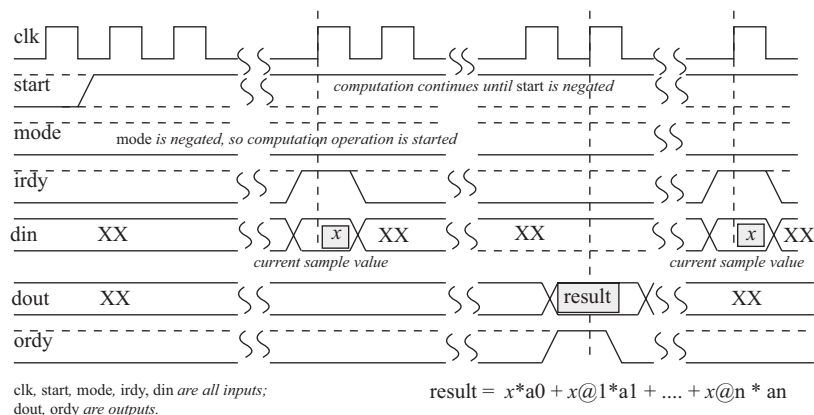 clk
start
computation continues until start is negated
mode
mode is negated, so computation operation is started
irdy
din
XX
x
XX
XX
x
XX
current sample value
current sample value
dout
XX
result
XX
ordy
clk, start, mode, irdy, din are all inputs;
dout, ordy are outputs.
result = x*a0 + x@1*a1 + .... + x@n * an